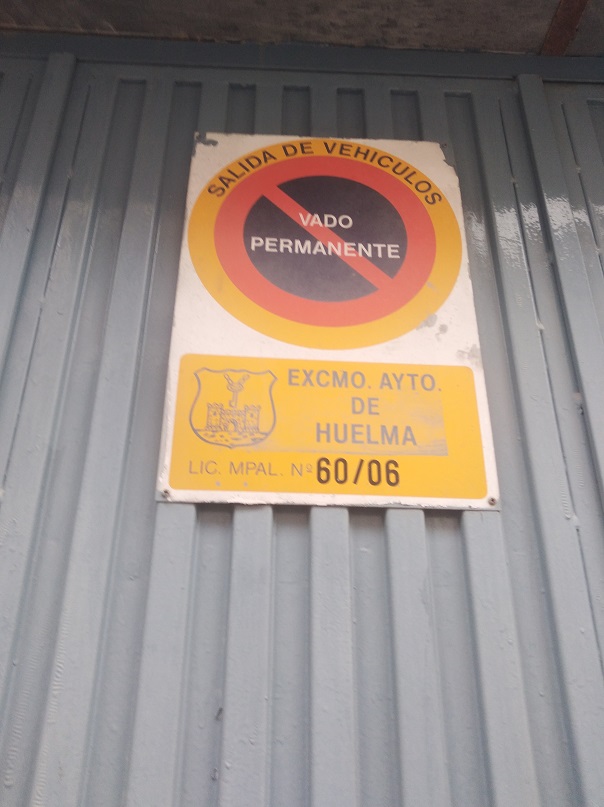 SALIDA DE VEHICULOS
VADO
PERMANENTE
EXCMO. AYTO.
DE
HUELMA
LIC. MPAL. Nº 60/06